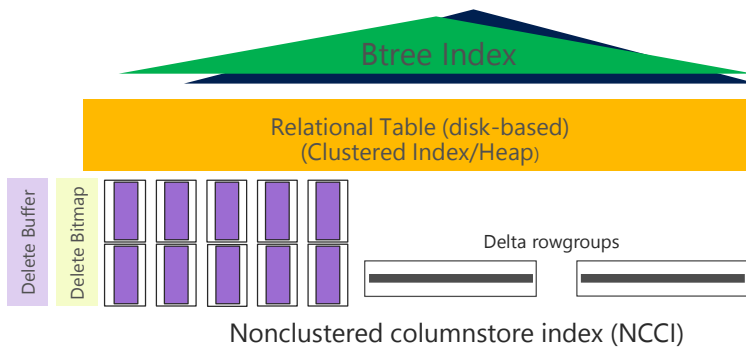 Btree Index
Relational Table (disk-based)
(Clustered Index/Heap)
Delete Buffer
Delete Bitmap
Delta rowgroups
Nonclustered columnstore index (NCCI)